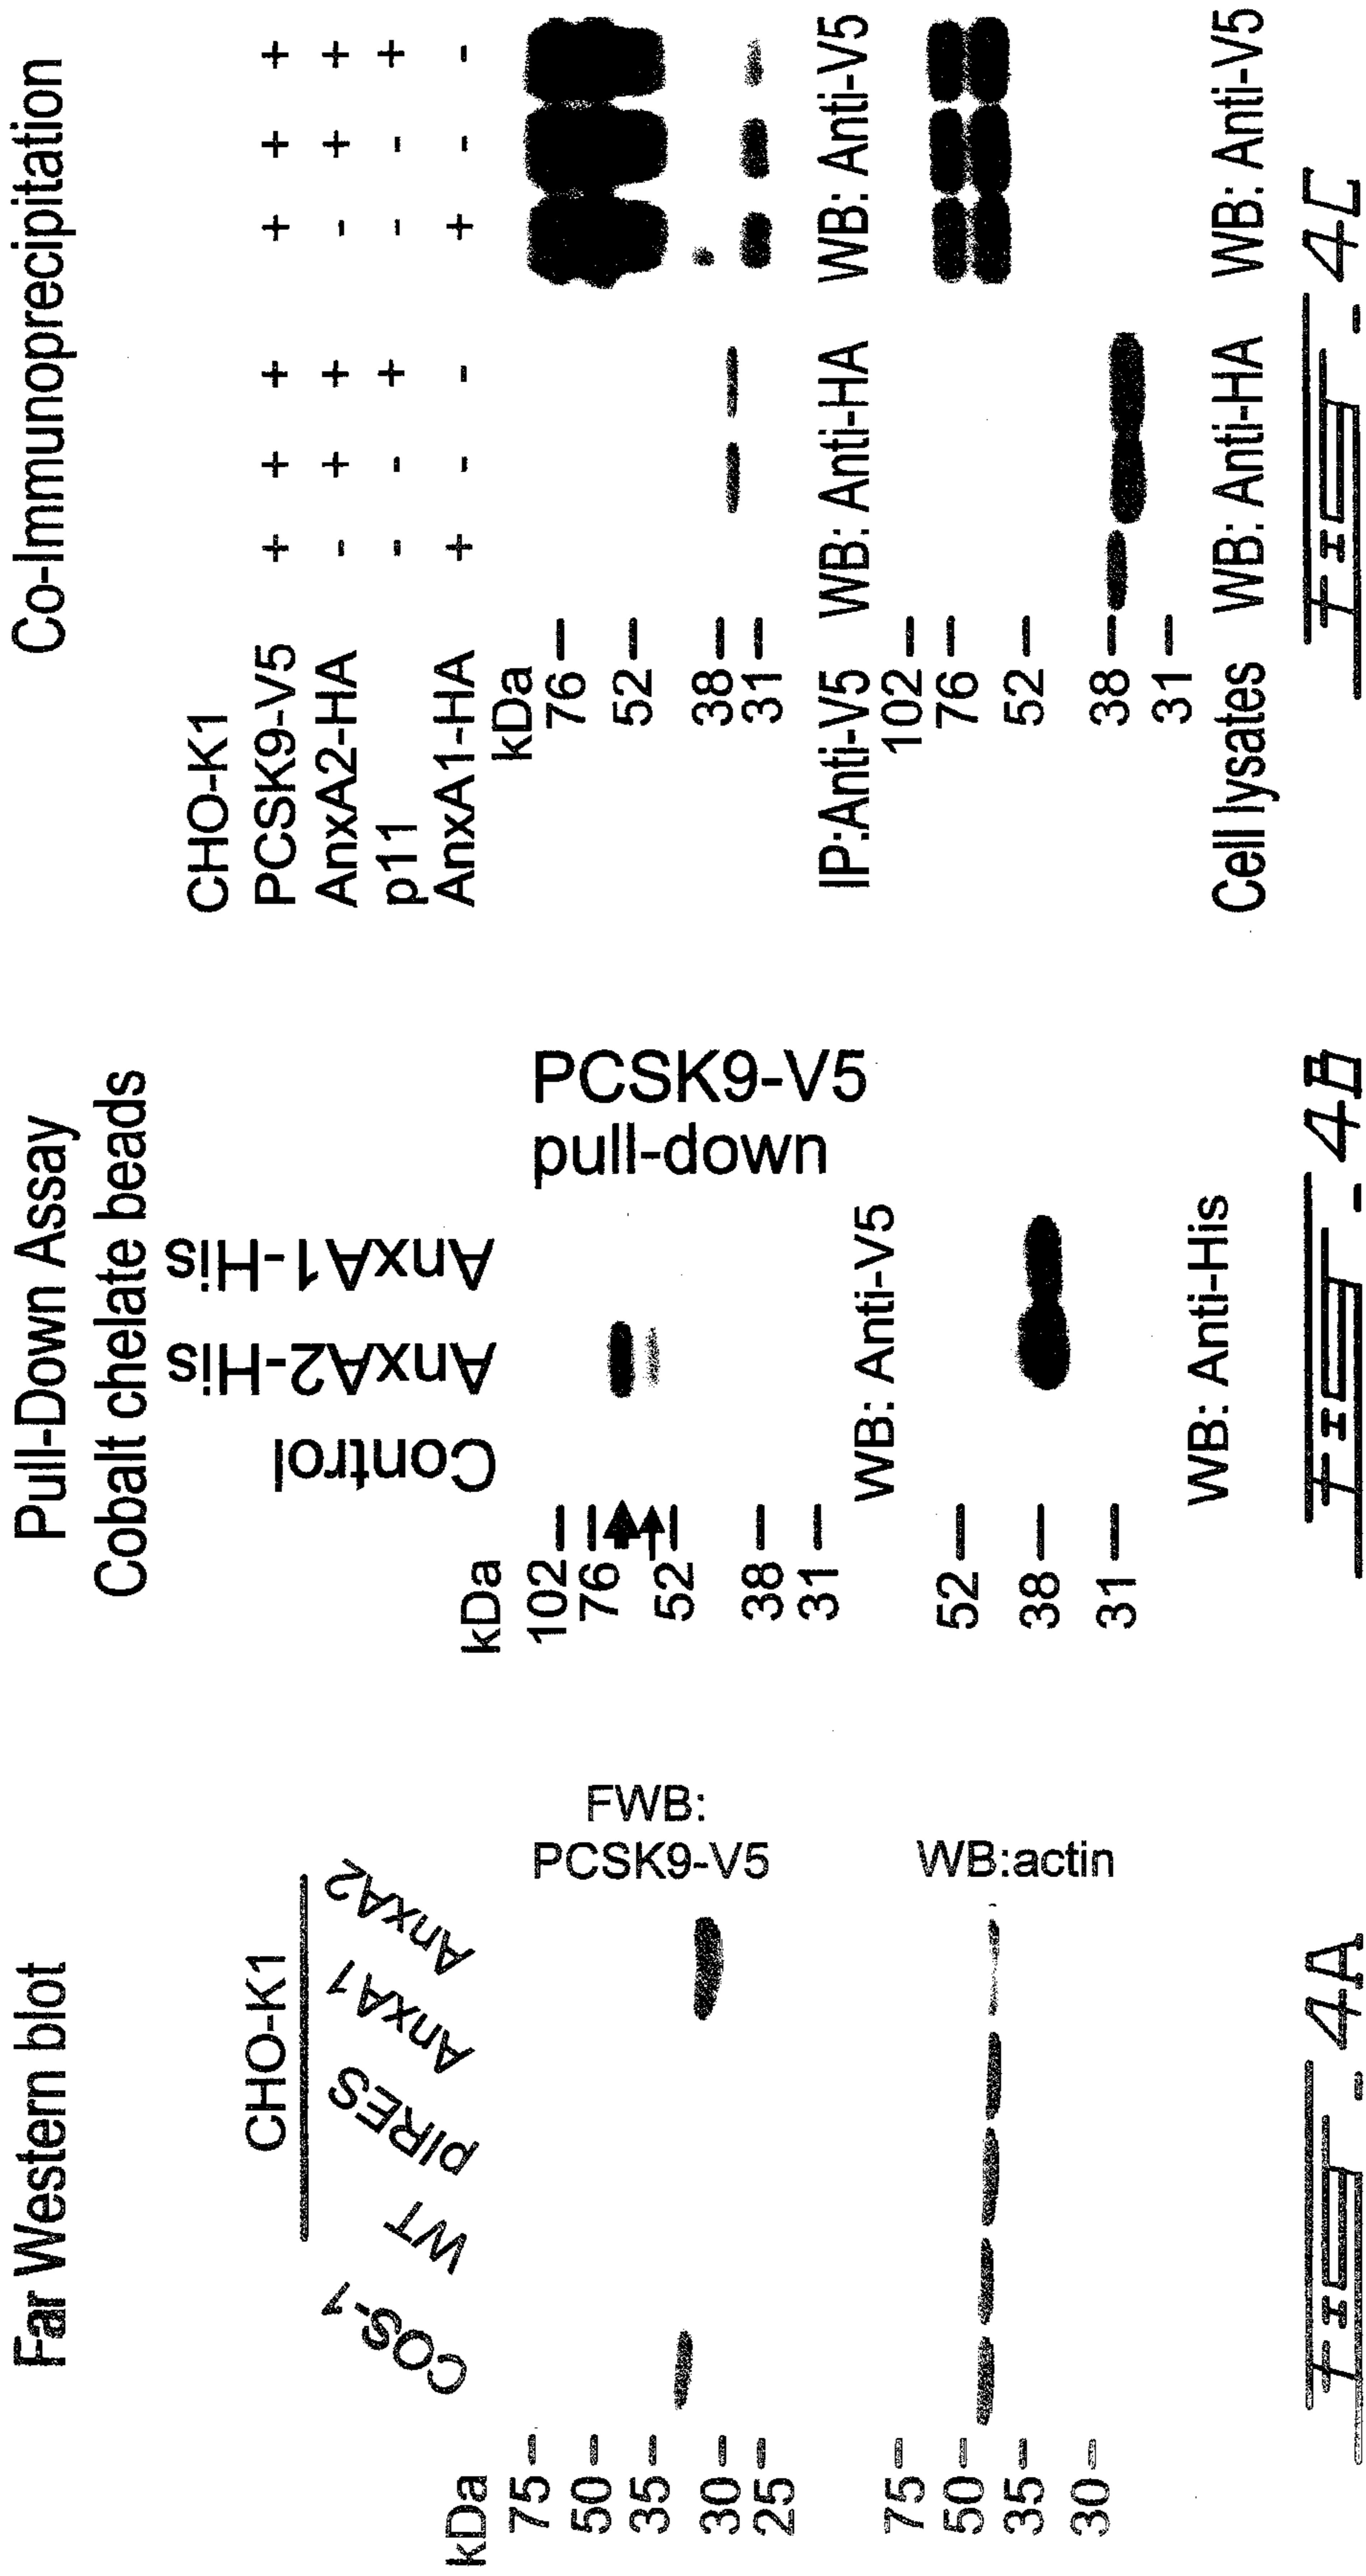 Far Western blot
CHO-K1
COS-1
WT
pIRES
AnxA1
AnxA2
kDa
75
50
35
30
25
FWB:
PCSK9-V5
75
50
35
30
WB:actin
FIG. 4A
Pull-Down Assay
Cobalt chelate beads
Control
AnxA2-His
AnxA1-His
kDa
102
76
52
38
31
PCSK9-V5
pull-down
WB: Anti-V5
52
38
31
WB: Anti-His
FIG. 4B
Co-Immunoprecipitation
CHO-K1
PCSK9-V5 + + + + + +
AnxA2-HA - + + - + +
p11 - - + - - +
AnxA1-HA + - - + - -
kDa
76
52
38
31
IP:Anti-V5 WB: Anti-HA WB: Anti-V5
102
76
52
38
31
Cell lysates WB: Anti-HA WB: Anti-V5
FIG. 4C